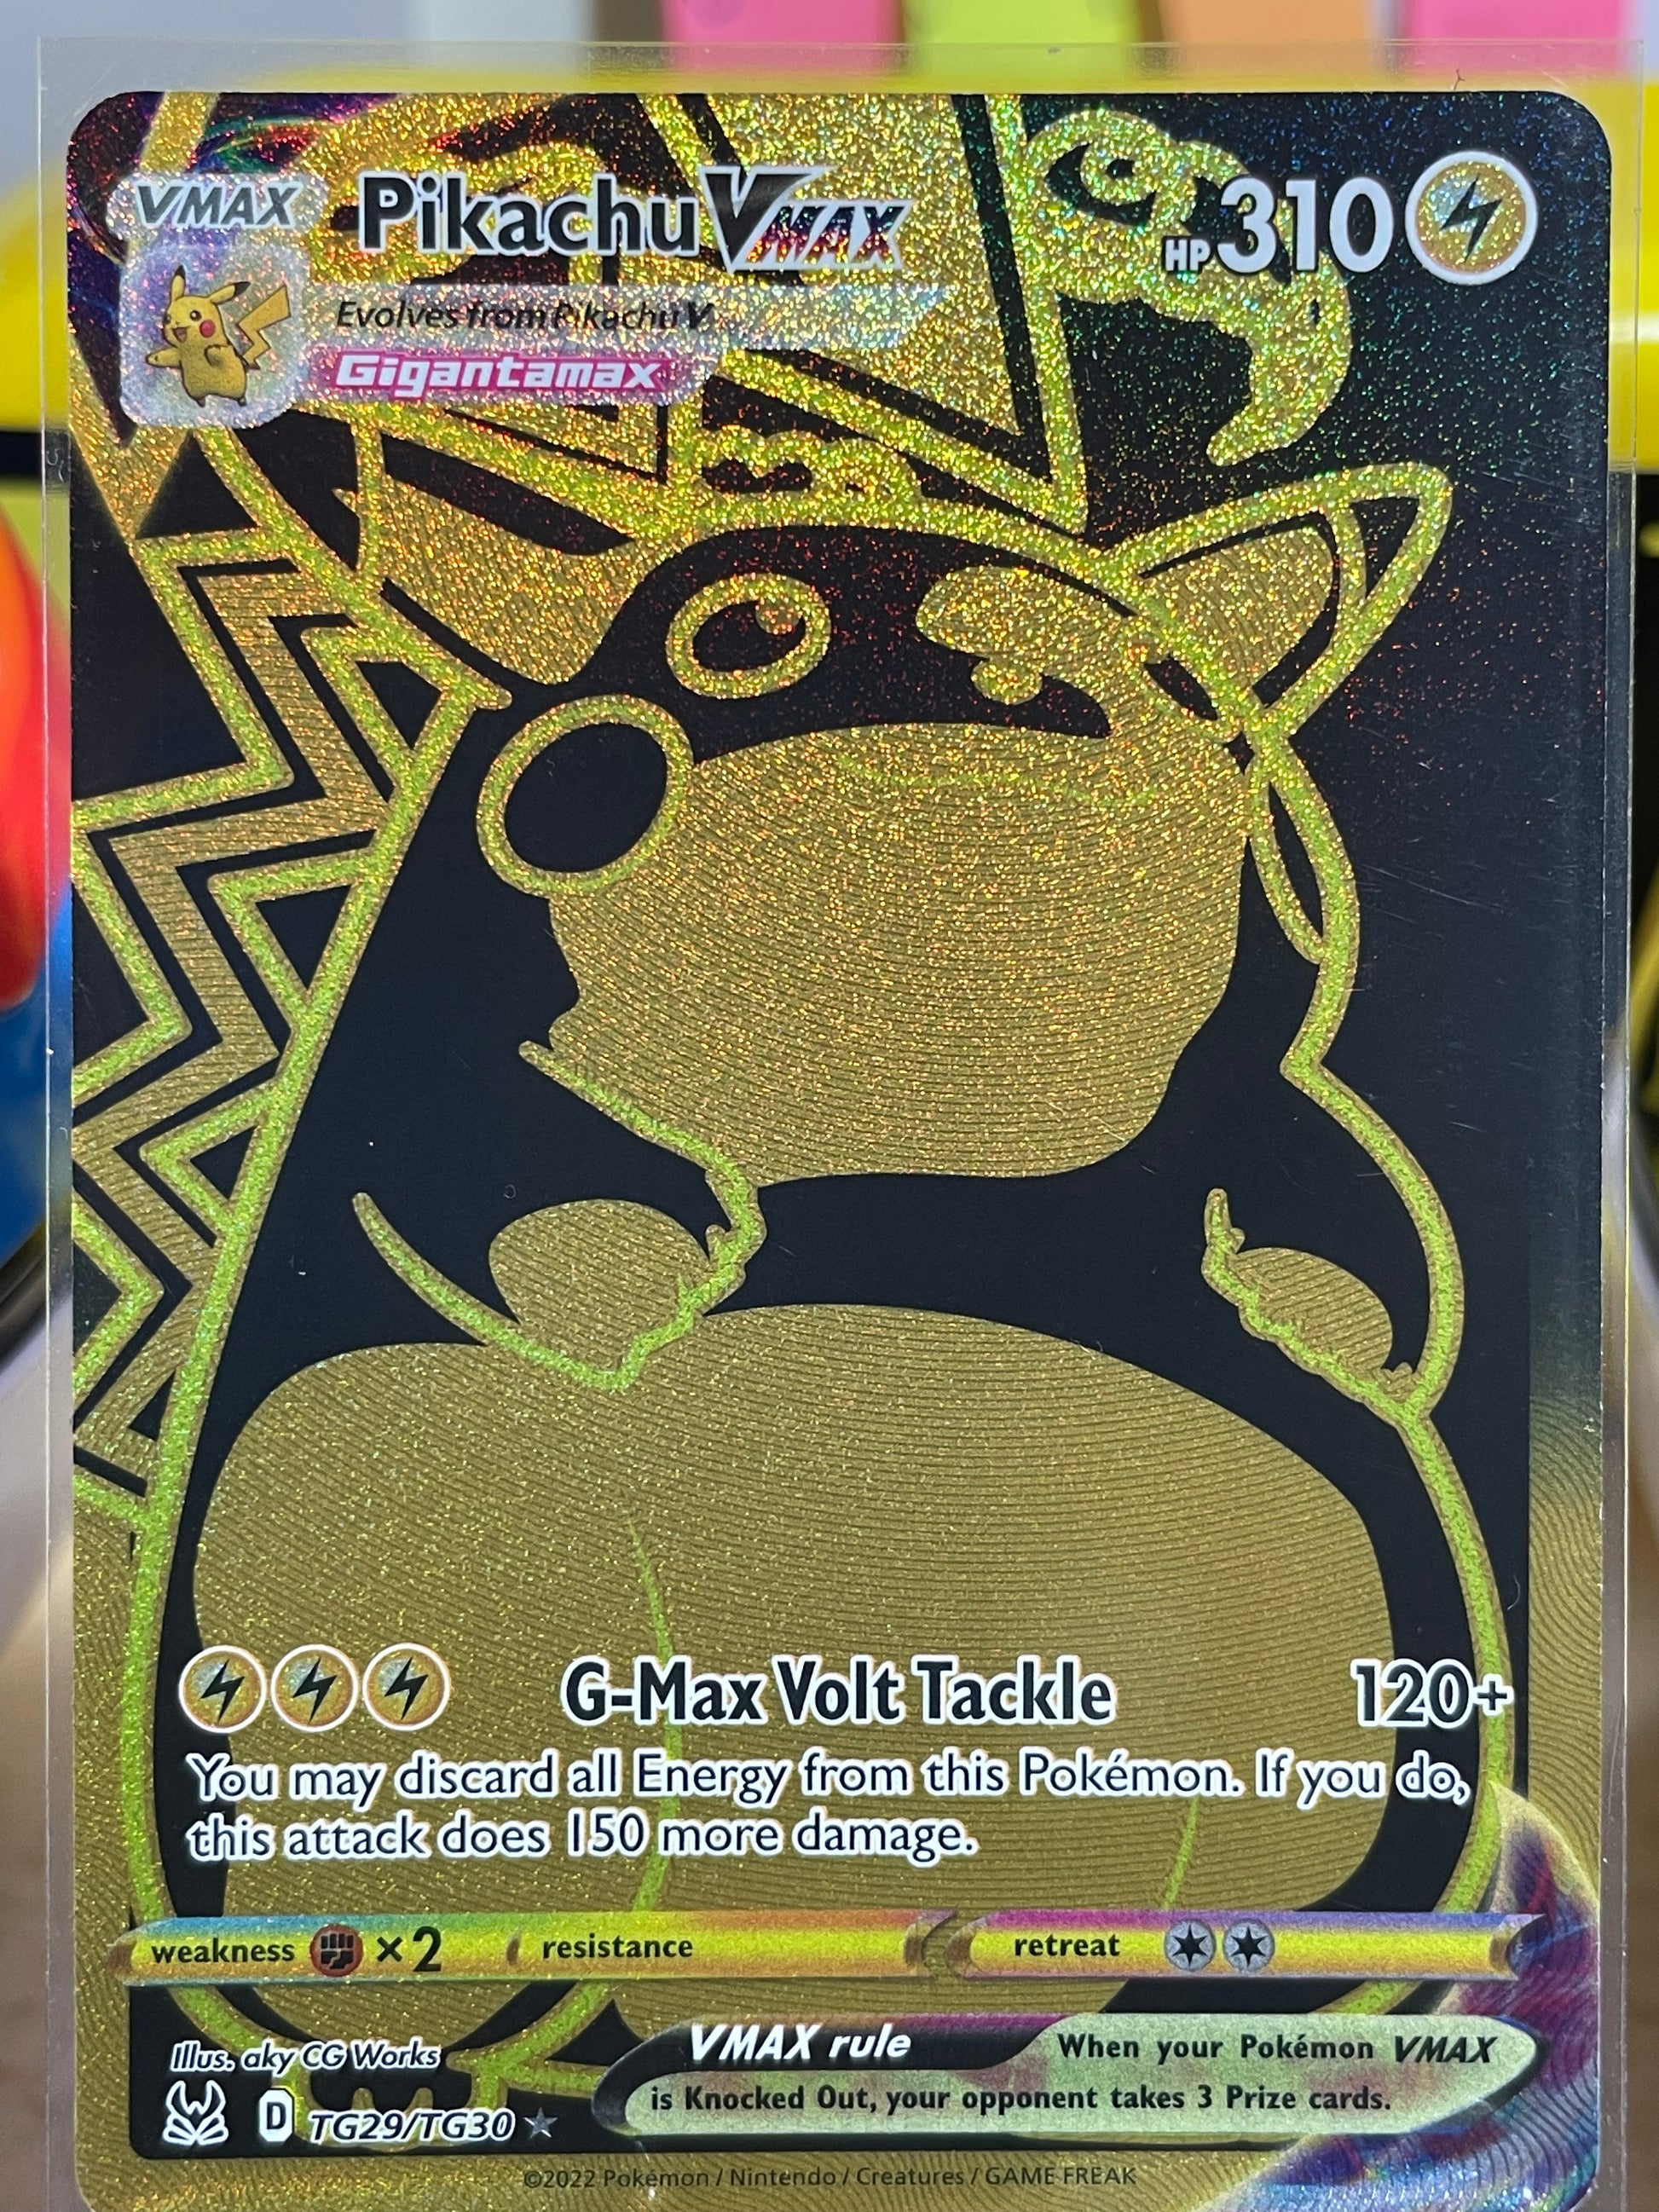 VMAX Pikachu VMAX HP 310
Evolves from Pikachu V
Gigantamax
G-Max Volt Tackle 120+
You may discard all Energy from this Pokémon. If you do,
this attack does 150 more damage.
weakness ×2 resistance retreat
Illus. aky CG Works
VMAX rule When your Pokémon VMAX
is Knocked Out, your opponent takes 3 Prize cards.
D TG29/TG30
©2022 Pokémon / Nintendo / Creatures / GAME FREAK